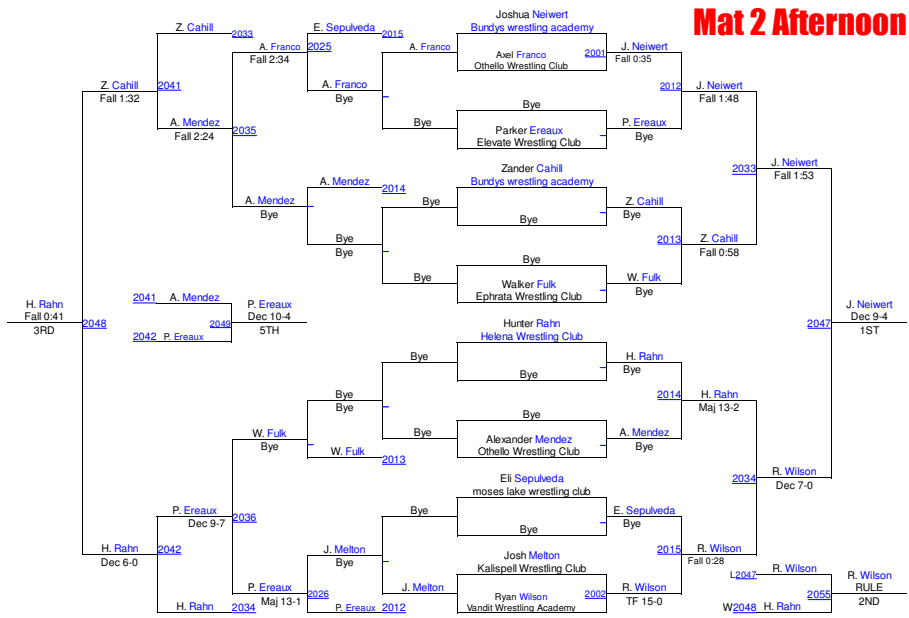 Mat 2 Afternoon
Joshua Neiwert
Bundys wrestling academy
Axel Franco
Othello Wrestling Club
2001
Bye
Parker Ereaux
Elevate Wrestling Club
Zander Cahill
Bundys wrestling academy
Bye
Bye
Walker Fulk
Ephrata Wrestling Club
Hunter Rahn
Helena Wrestling Club
Bye
Bye
Alexander Mendez
Othello Wrestling Club
Eli Sepulveda
moses lake wrestling club
Bye
Josh Melton
Kalispell Wrestling Club
Ryan Wilson
Vandit Wrestling Academy
2002
J. Neiwert
Fall 0:35
2012
P. Ereaux
Bye
Z. Cahill
Bye
2013
W. Fulk
Bye
H. Rahn
Bye
2014
A. Mendez
Bye
E. Sepulveda
Bye
2015
R. Wilson
TF 15-0
J. Neiwert
Fall 1:48
2033
Z. Cahill
Fall 0:58
H. Rahn
Maj 13-2
2034
R. Wilson
Fall 0:28
J. Neiwert
Fall 1:53
2047
R. Wilson
Dec 7-0
J. Neiwert
Dec 9-4
1ST
L2047
R. Wilson
2055
W2048
H. Rahn
R. Wilson
RULE
2ND
A. Franco
Bye
Bye
Bye
Bye
Bye
Bye
J. Melton
E. Sepulveda
2015
2025
A. Franco
Bye
A. Mendez
2014
Bye
Bye
Bye
Bye
W. Fulk
2013
J. Melton
Bye
2026
P. Ereaux
2012
A. Franco
Fall 2:34
2035
A. Mendez
Bye
W. Fulk
Bye
2036
P. Ereaux
Maj 13-1
Z. Cahill
2033
2041
A. Mendez
Fall 2:24
P. Ereaux
Dec 9-7
2042
H. Rahn
2034
Z. Cahill
Fall 1:32
2048
H. Rahn
Dec 6-0
H. Rahn
Fall 0:41
3RD
2041
A. Mendez
2049
2042
P. Ereaux
P. Ereaux
Dec 10-4
5TH